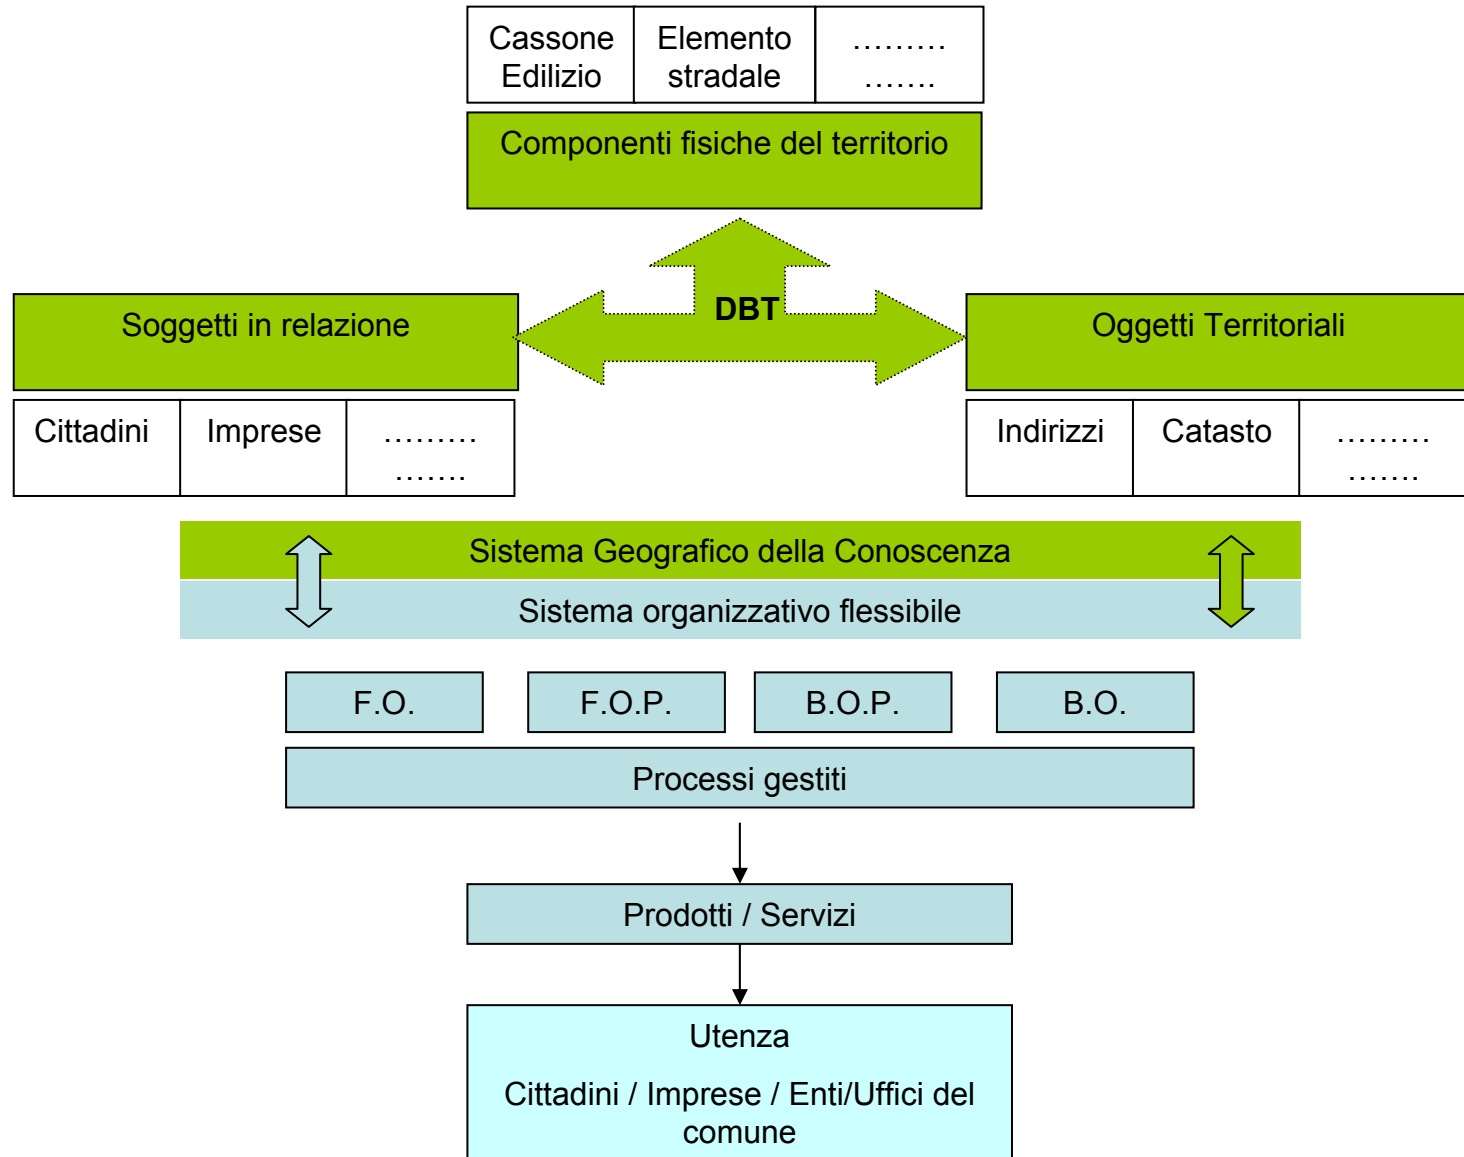 Cassone Edilizio
Elemento stradale
………
…….
Componenti fisiche del territorio
DBT
Soggetti in relazione
Oggetti Territoriali
Cittadini
Imprese
………
…….
Indirizzi
Catasto
………
…….
Sistema Geografico della Conoscenza
Sistema organizzativo flessibile
F.O.
F.O.P.
B.O.P.
B.O.
Processi gestiti
Prodotti / Servizi
Utenza
Cittadini / Imprese / Enti/Uffici del
comune